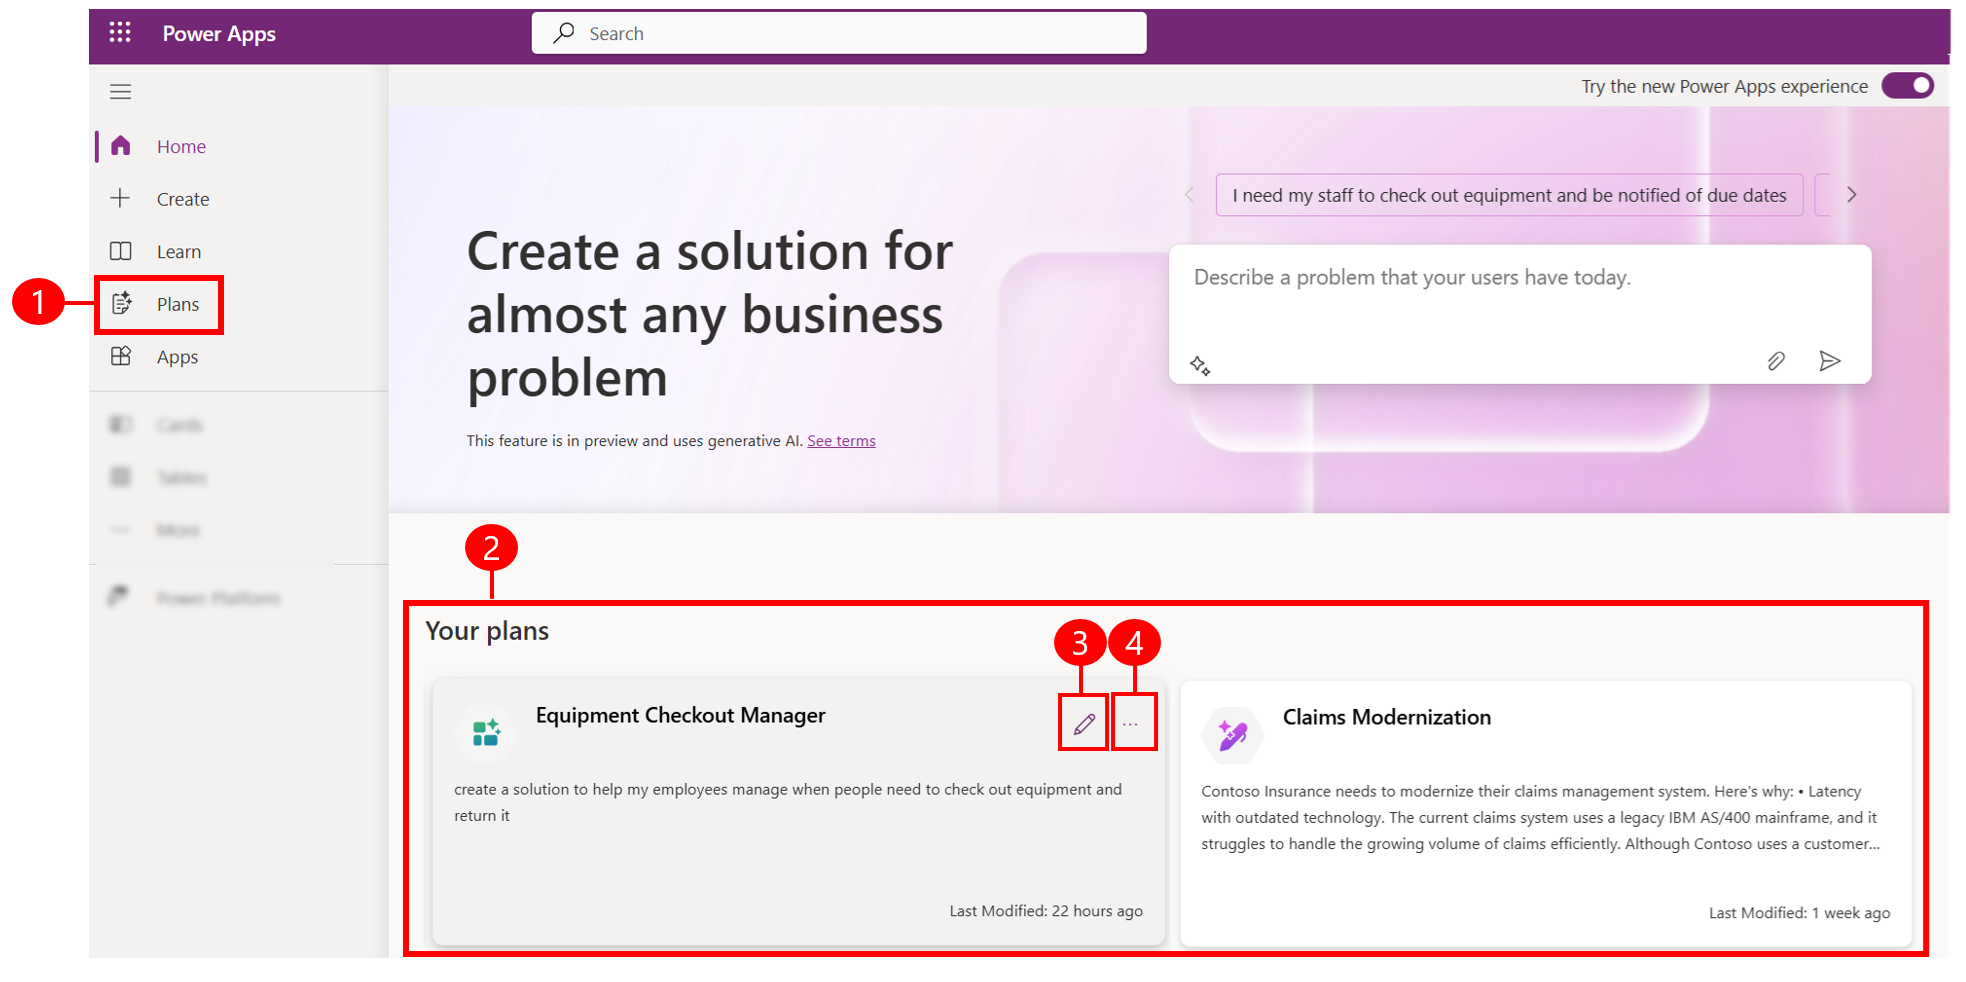 Power Apps
Search
Try the new Power Apps experience
Home
Create
Learn
1
Plans
Apps
Cards
Tables
More
Power Platform
I need my staff to check out equipment and be notified of due dates
Create a solution for
almost any business
problem
Describe a problem that your users have today.
This feature is in preview and uses generative AI. See terms
2
Your plans
3
4
Equipment Checkout Manager
...
create a solution to help my employees manage when people need to check out equipment and
return it
Last Modified: 22 hours ago
Claims Modernization
Contoso Insurance needs to modernize their claims management system. Here's why: • Latency
with outdated technology. The current claims system uses a legacy IBM AS/400 mainframe, and it
struggles to handle the growing volume of claims efficiently. Although Contoso uses a customer...
Last Modified: 1 week ago